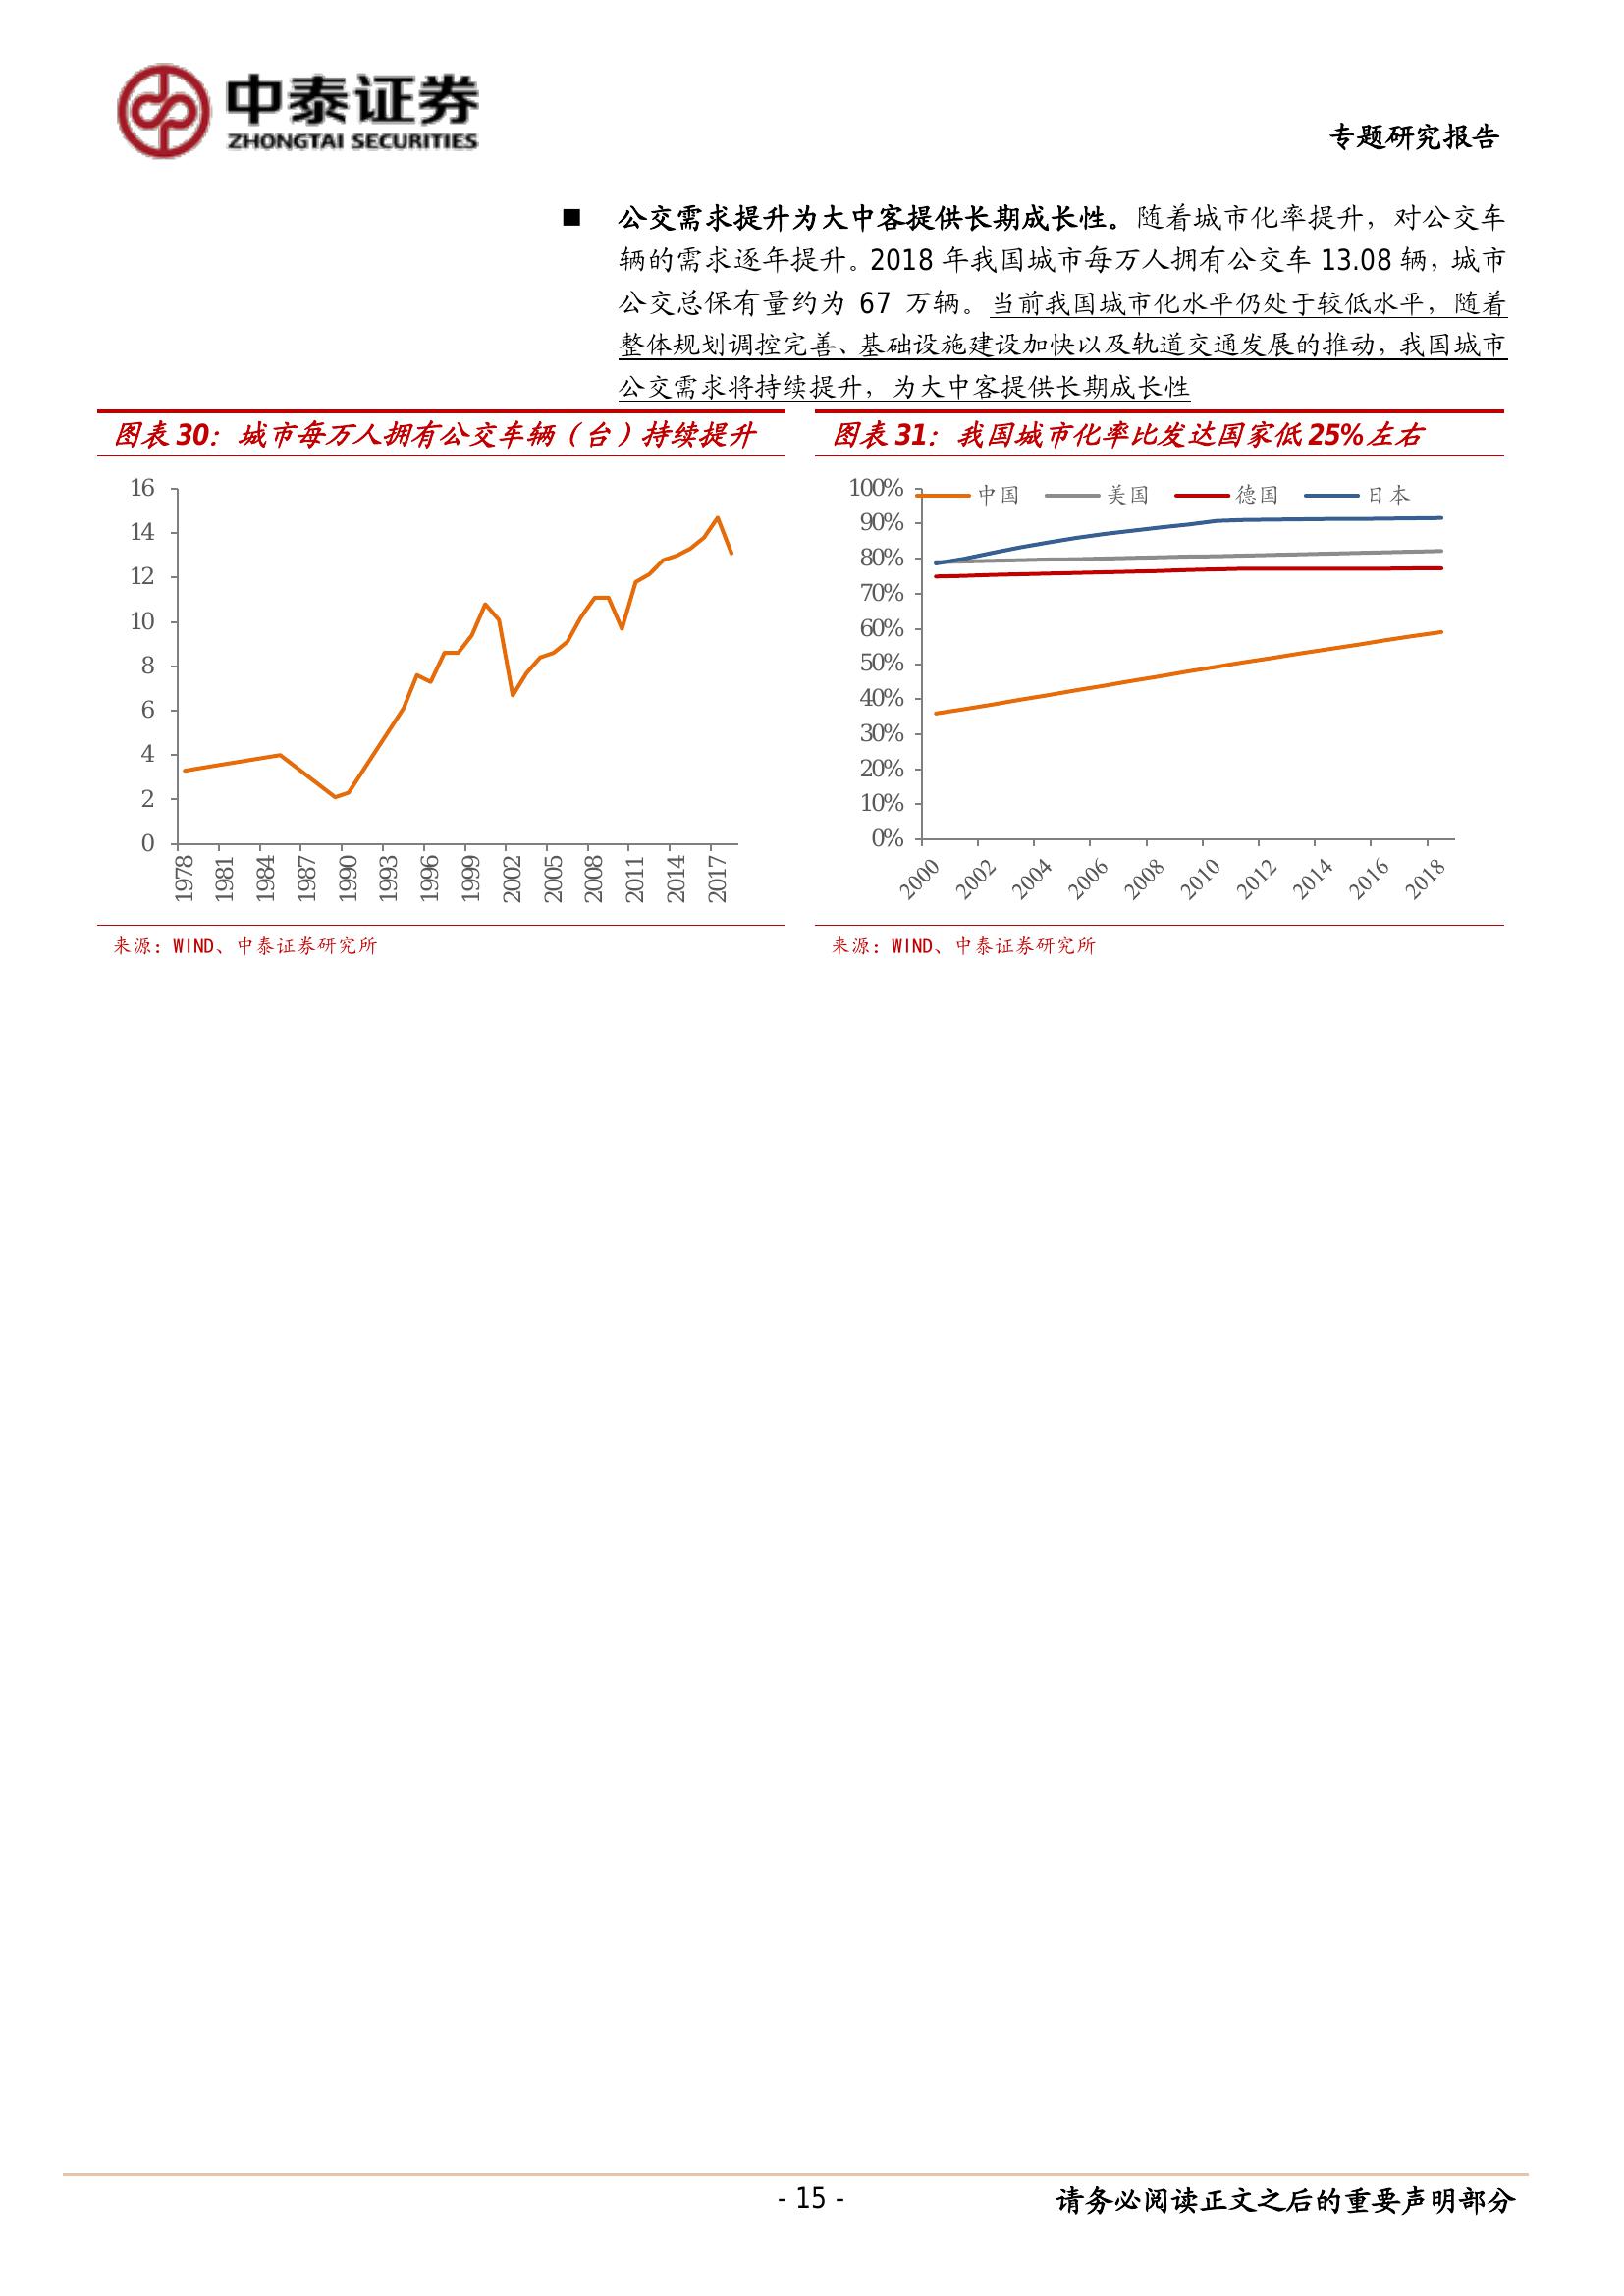 中泰证券
ZHONGTAI SECURITIES
专题研究报告
■ 公交需求提升为大中客提供长期成长性。随着城市化率提升，对公交车
辆的需求逐年提升。2018 年我国城市每万人拥有公交车 13.08 辆，城市
公交总保有量约为 67 万辆。当前我国城市化水平仍处于较低水平，随着
整体规划调控完善、基础设施建设加快以及轨道交通发展的推动，我国城市
公交需求将持续提升，为大中客提供长期成长性
图表 30：城市每万人拥有公交车辆（台）持续提升
16
14
12
10
8
6
4
2
0
1978 1981 1984 1987 1990 1993 1996 1999 2002 2005 2008 2011 2014 2017
来源：WIND、中泰证券研究所
图表 31：我国城市化率比发达国家低 25%左右
中国 美国 德国 日本
100%
90%
80%
70%
60%
50%
40%
30%
20%
10%
0%
2000 2002 2004 2006 2008 2010 2012 2014 2016 2018
来源：WIND、中泰证券研究所
- 15 -
请务必阅读正文之后的重要声明部分